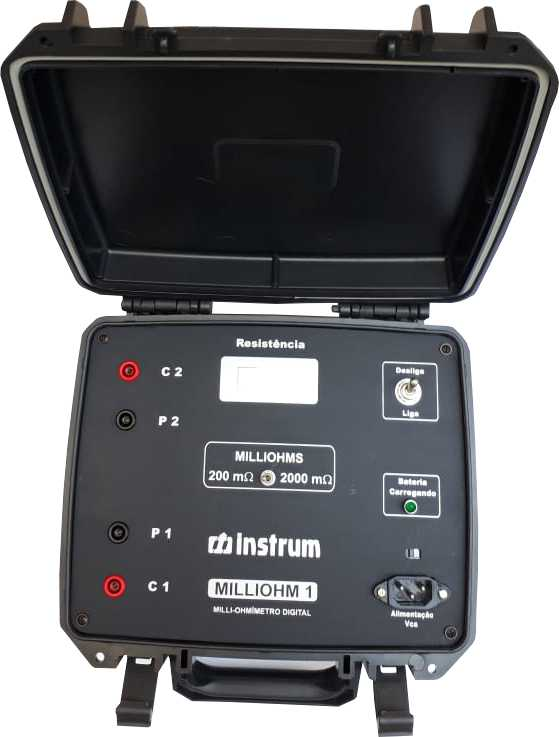 Resistência
C 2
Desliga
P 2
Liga
MILLIOHMS
200 mΩ 2000 mΩ
Bateria
Carregando
P 1
instrum
C 1
MILLIOHM 1
MILLI-OHMÍMETRO DIGITAL
Alimentação
Vca